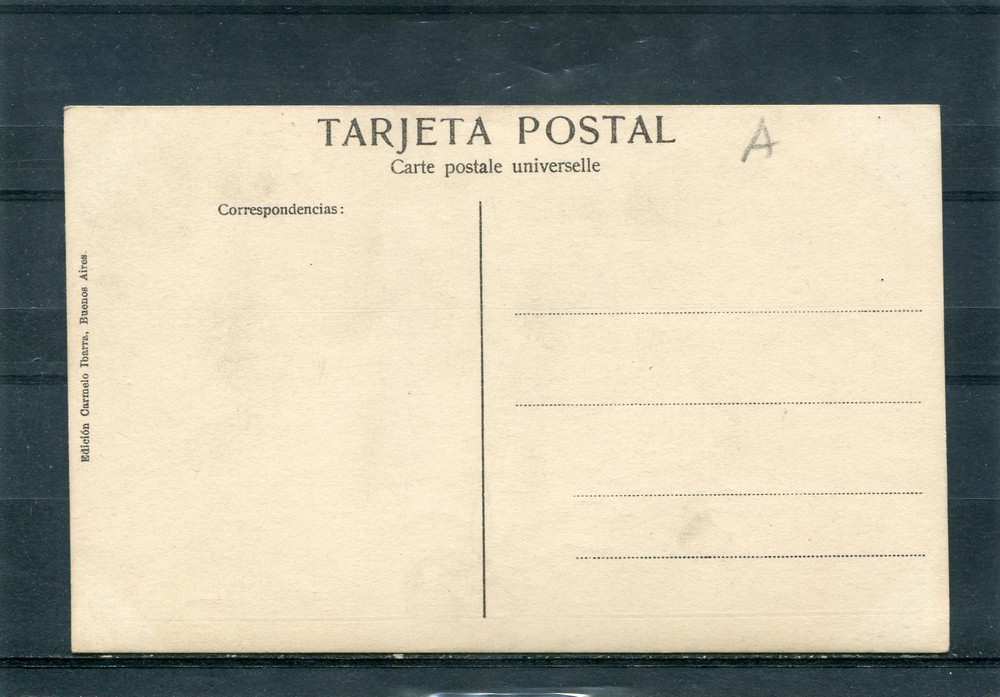 TARJETA POSTAL
A
Carte postale universelle
Correspondencias:
Edición Carmelo Ibarra, Buenos Aires.